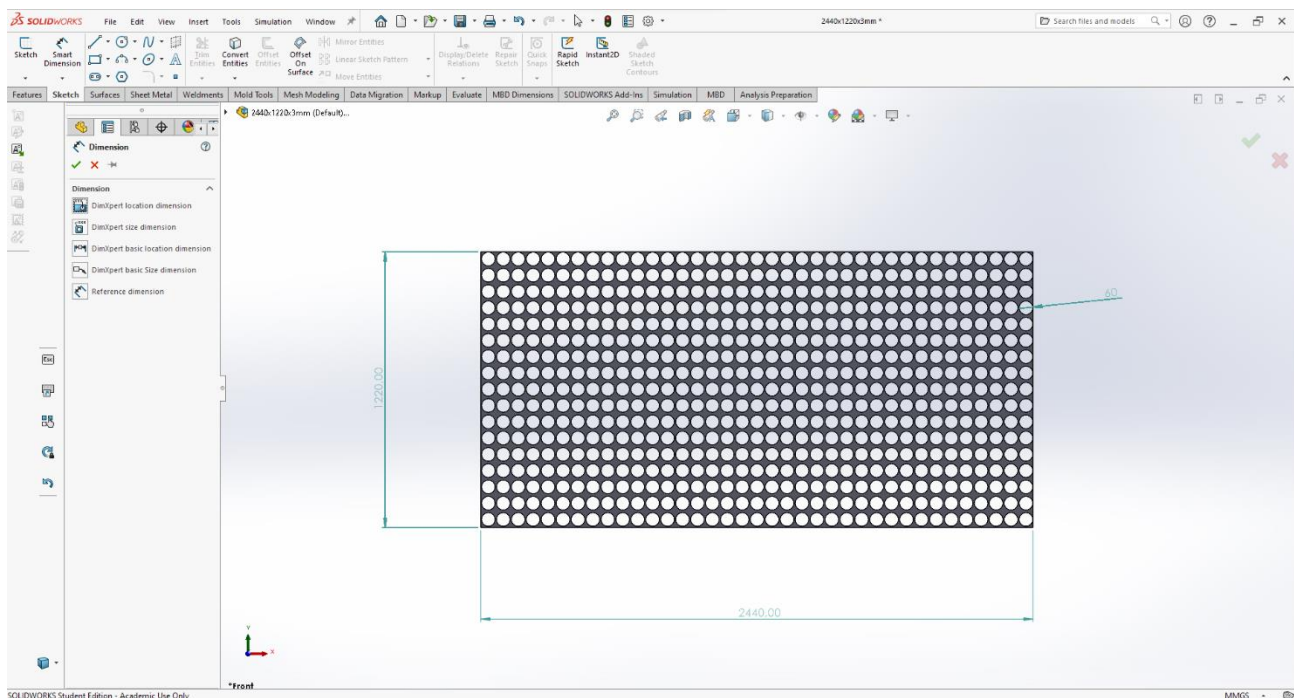 SOLIDWORKS File Edit View Insert Tools Simulation Window 2440x1220x3mm * Search files and models
Sketch Smart Dimension Trim Entities Convert Entities Offset Entities Offset On Surface Mirror Entities Linear Sketch Pattern Move Entities Display/Delete Relations Repair Sketch Quick Snaps Rapid Sketch Instant2D Shaded Sketch Contours
Features Sketch Surfaces Sheet Metal Weldments Mold Tools Mesh Modeling Data Migration Markup Evaluate MBD Dimensions SOLIDWORKS Add-Ins Simulation MBD Analysis Preparation
2440x1220x3mm (Default)...
Dimension
Dimension
DimXpert location dimension
DimXpert size dimension
DimXpert basic location dimension
DimXpert basic Size dimension
Reference dimension
60
Esc
1220.00
2440.00
Y
X
*Front
SOLIDWORKS Student Edition - Academic Use Only MMGS